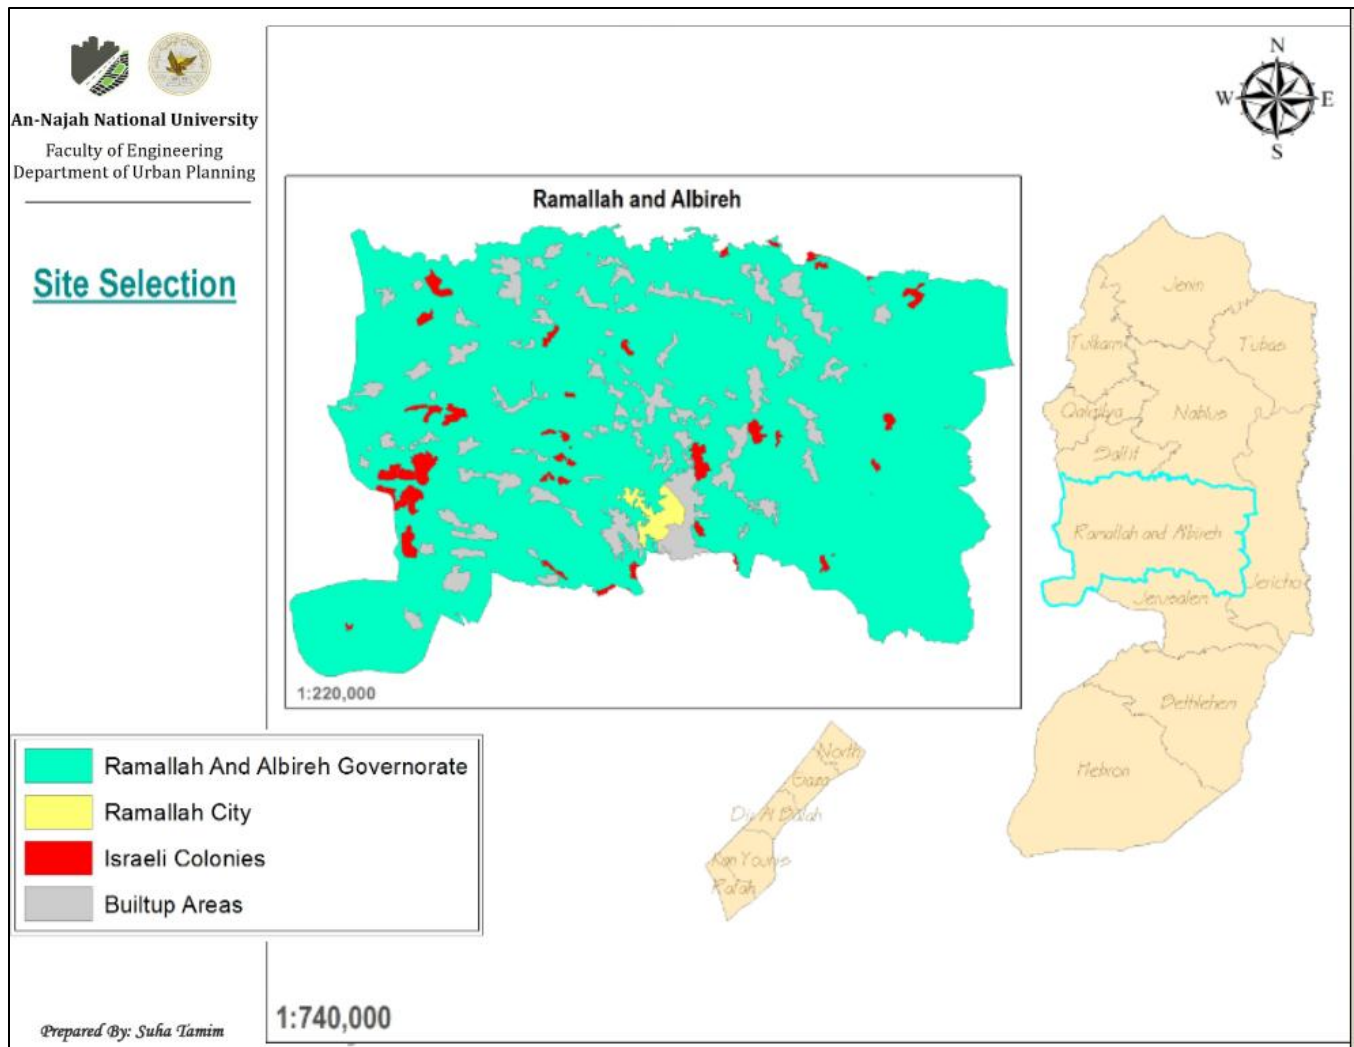 An-Najah National University
Faculty of Engineering
Department of Urban Planning
Site Selection
N
W E
S
Ramallah and Albireh
1:220,000
Jenin
Tulkarm
Tubas
Qalqilya
Nablus
Salfit
Ramallah and Albireh
Jericho
Jerusalem
Bethlehem
Hebron
North
Gaza
Dir Al Balah
Kan Younis
Rafah
Ramallah And Albireh Governorate
Ramallah City
Israeli Colonies
Builtup Areas
1:740,000
Prepared By: Suha Tamim